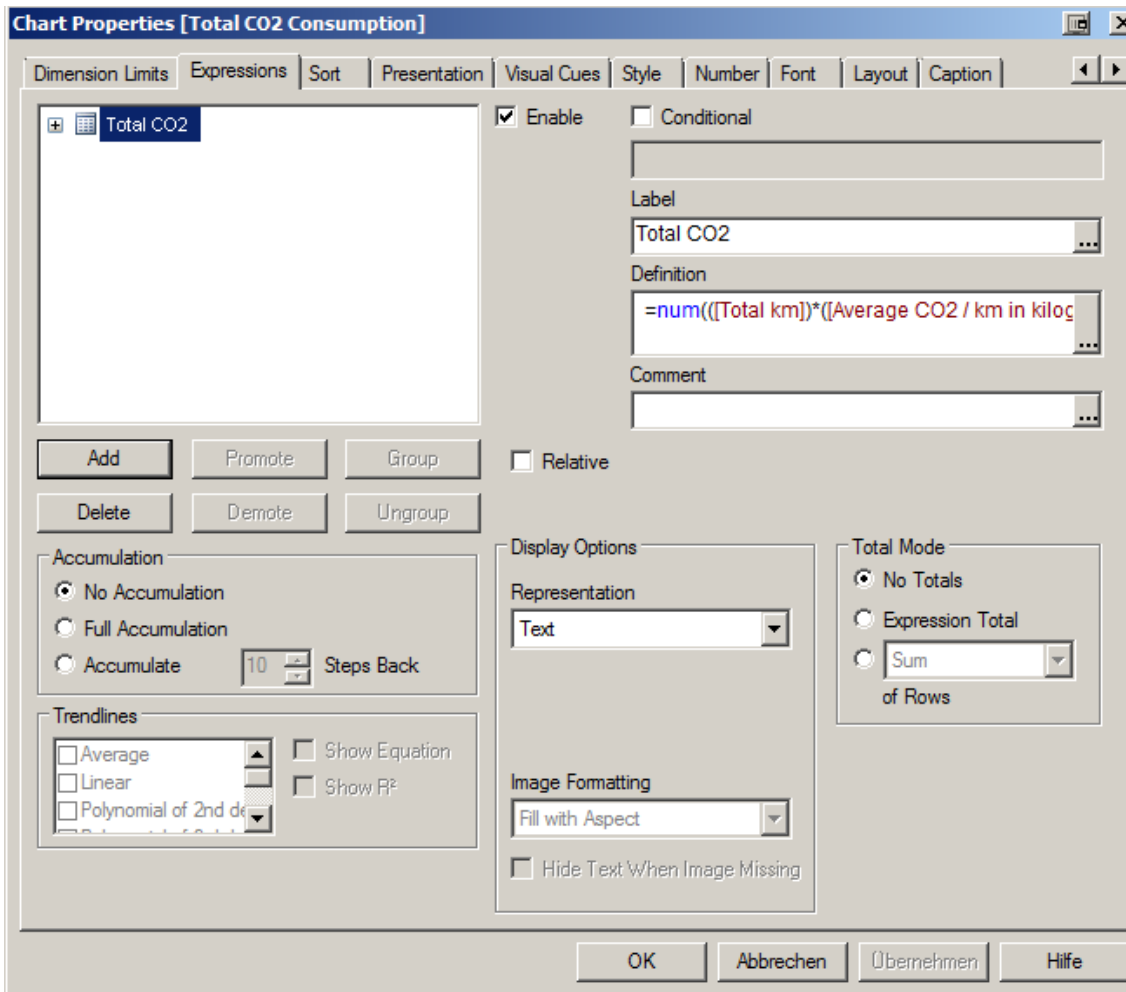 Chart Properties [Total CO2 Consumption]
Dimension Limits Expressions Sort Presentation Visual Cues Style Number Font Layout Caption
Total CO2
Enable Conditional
Label
Total CO2
...
Definition
=num(([Total km])*([Average CO2 / km in kilog
...
Comment
...
Add Promote Group
Relative
Delete Demote Ungroup
Accumulation
No Accumulation
Full Accumulation
Accumulate 10 Steps Back
Display Options
Representation
Text
Total Mode
No Totals
Expression Total
Sum
of Rows
Trendlines
Average
Linear
Polynomial of 2nd de
Show Equation
Show R²
Image Formatting
Fill with Aspect
Hide Text When Image Missing
OK Abbrechen Übernehmen Hilfe